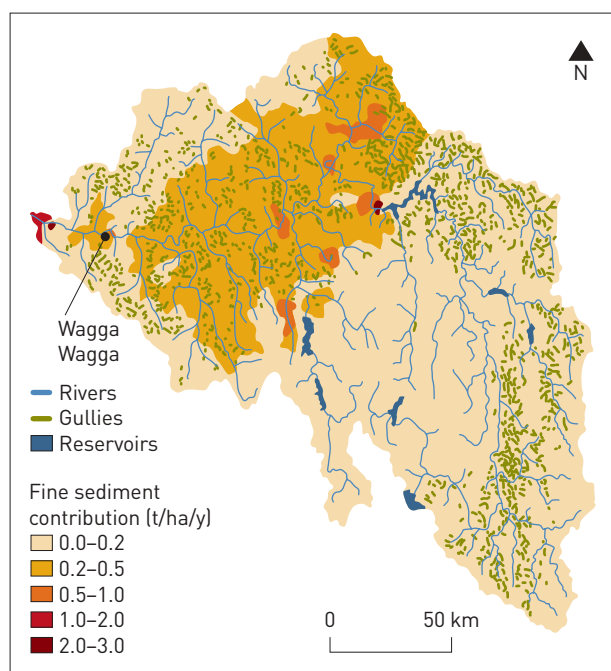 N
Wagga
Wagga
Rivers
Gullies
Reservoirs
Fine sediment
contribution (t/ha/y)
0.0–0.2
0.2–0.5
0.5–1.0
1.0–2.0
2.0–3.0
0 50 km